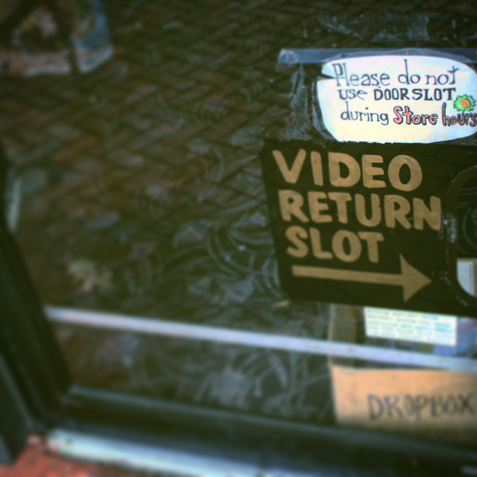 Please do not
use DOORSLOT
during Store hours
VIDEO
RETURN
SLOT
DROPBOX